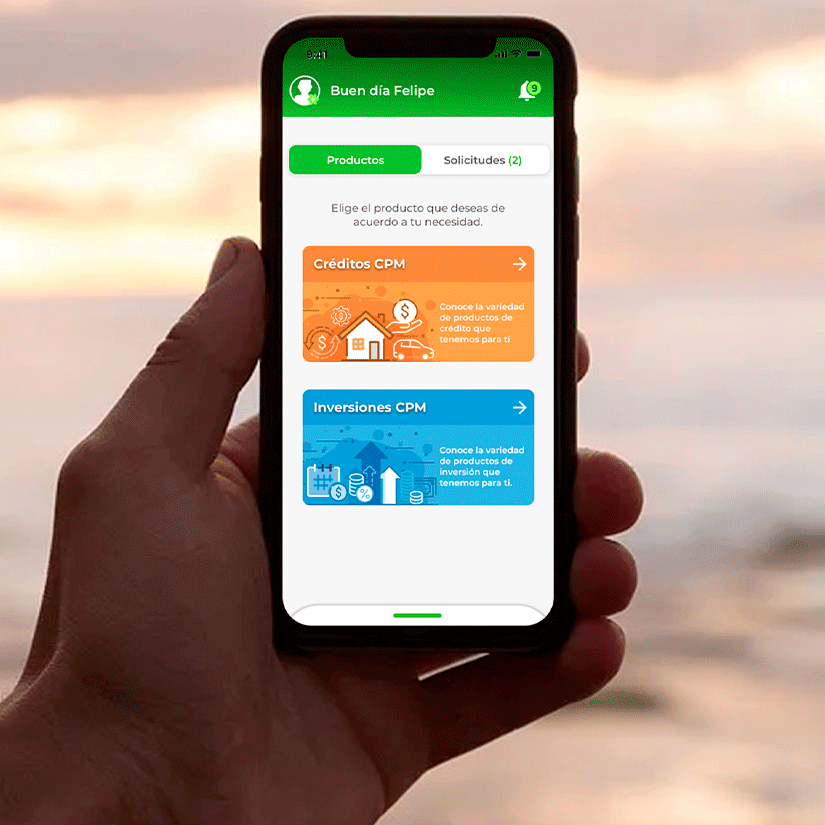 9:41
Buen día Felipe
9
Productos
Solicitudes (2)
Elige el producto que deseas de
acuerdo a tu necesidad.
Créditos CPM
Conoce la variedad
de productos de
crédito que
tenemos para tí
$
$
Inversiones CPM
Conoce la variedad
de productos de
inversión que
tenemos para ti.
$
%